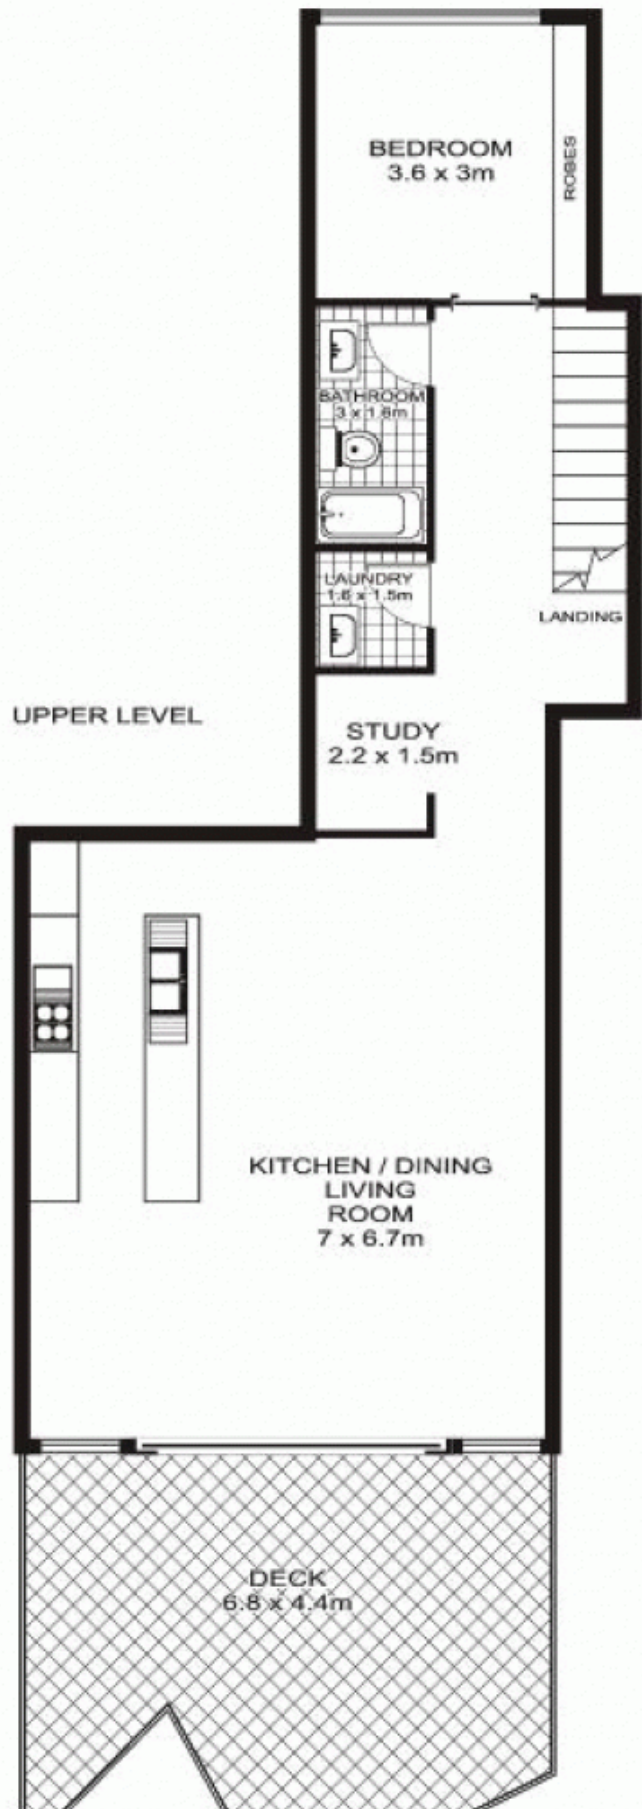 BEDROOM
3.6 x 3m
ROBES
BATHROOM
3 x 1.6m
LAUNDRY
1.6 x 1.5m
LANDING
UPPER LEVEL
STUDY
2.2 x 1.5m
KITCHEN / DINING
LIVING
ROOM
7 x 6.7m
DECK
6.8 x 4.4m